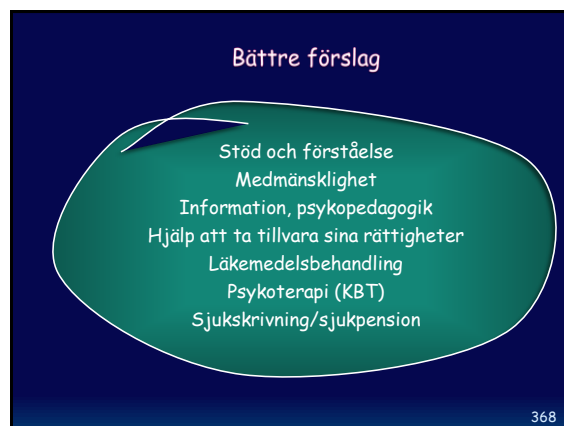 Bättre förslag
Stöd och förståelse
Medmänsklighet
Information, psykopedagogik
Hjälp att ta tillvara sina rättigheter
Läkemedelsbehandling
Psykoterapi (KBT)
Sjukskrivning/sjukpension
368